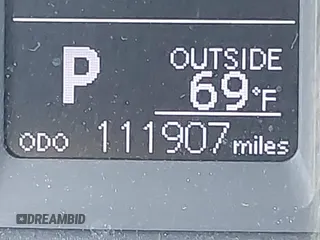 P
OUTSIDE
69°F
ODO 111907 miles
DREAMBID